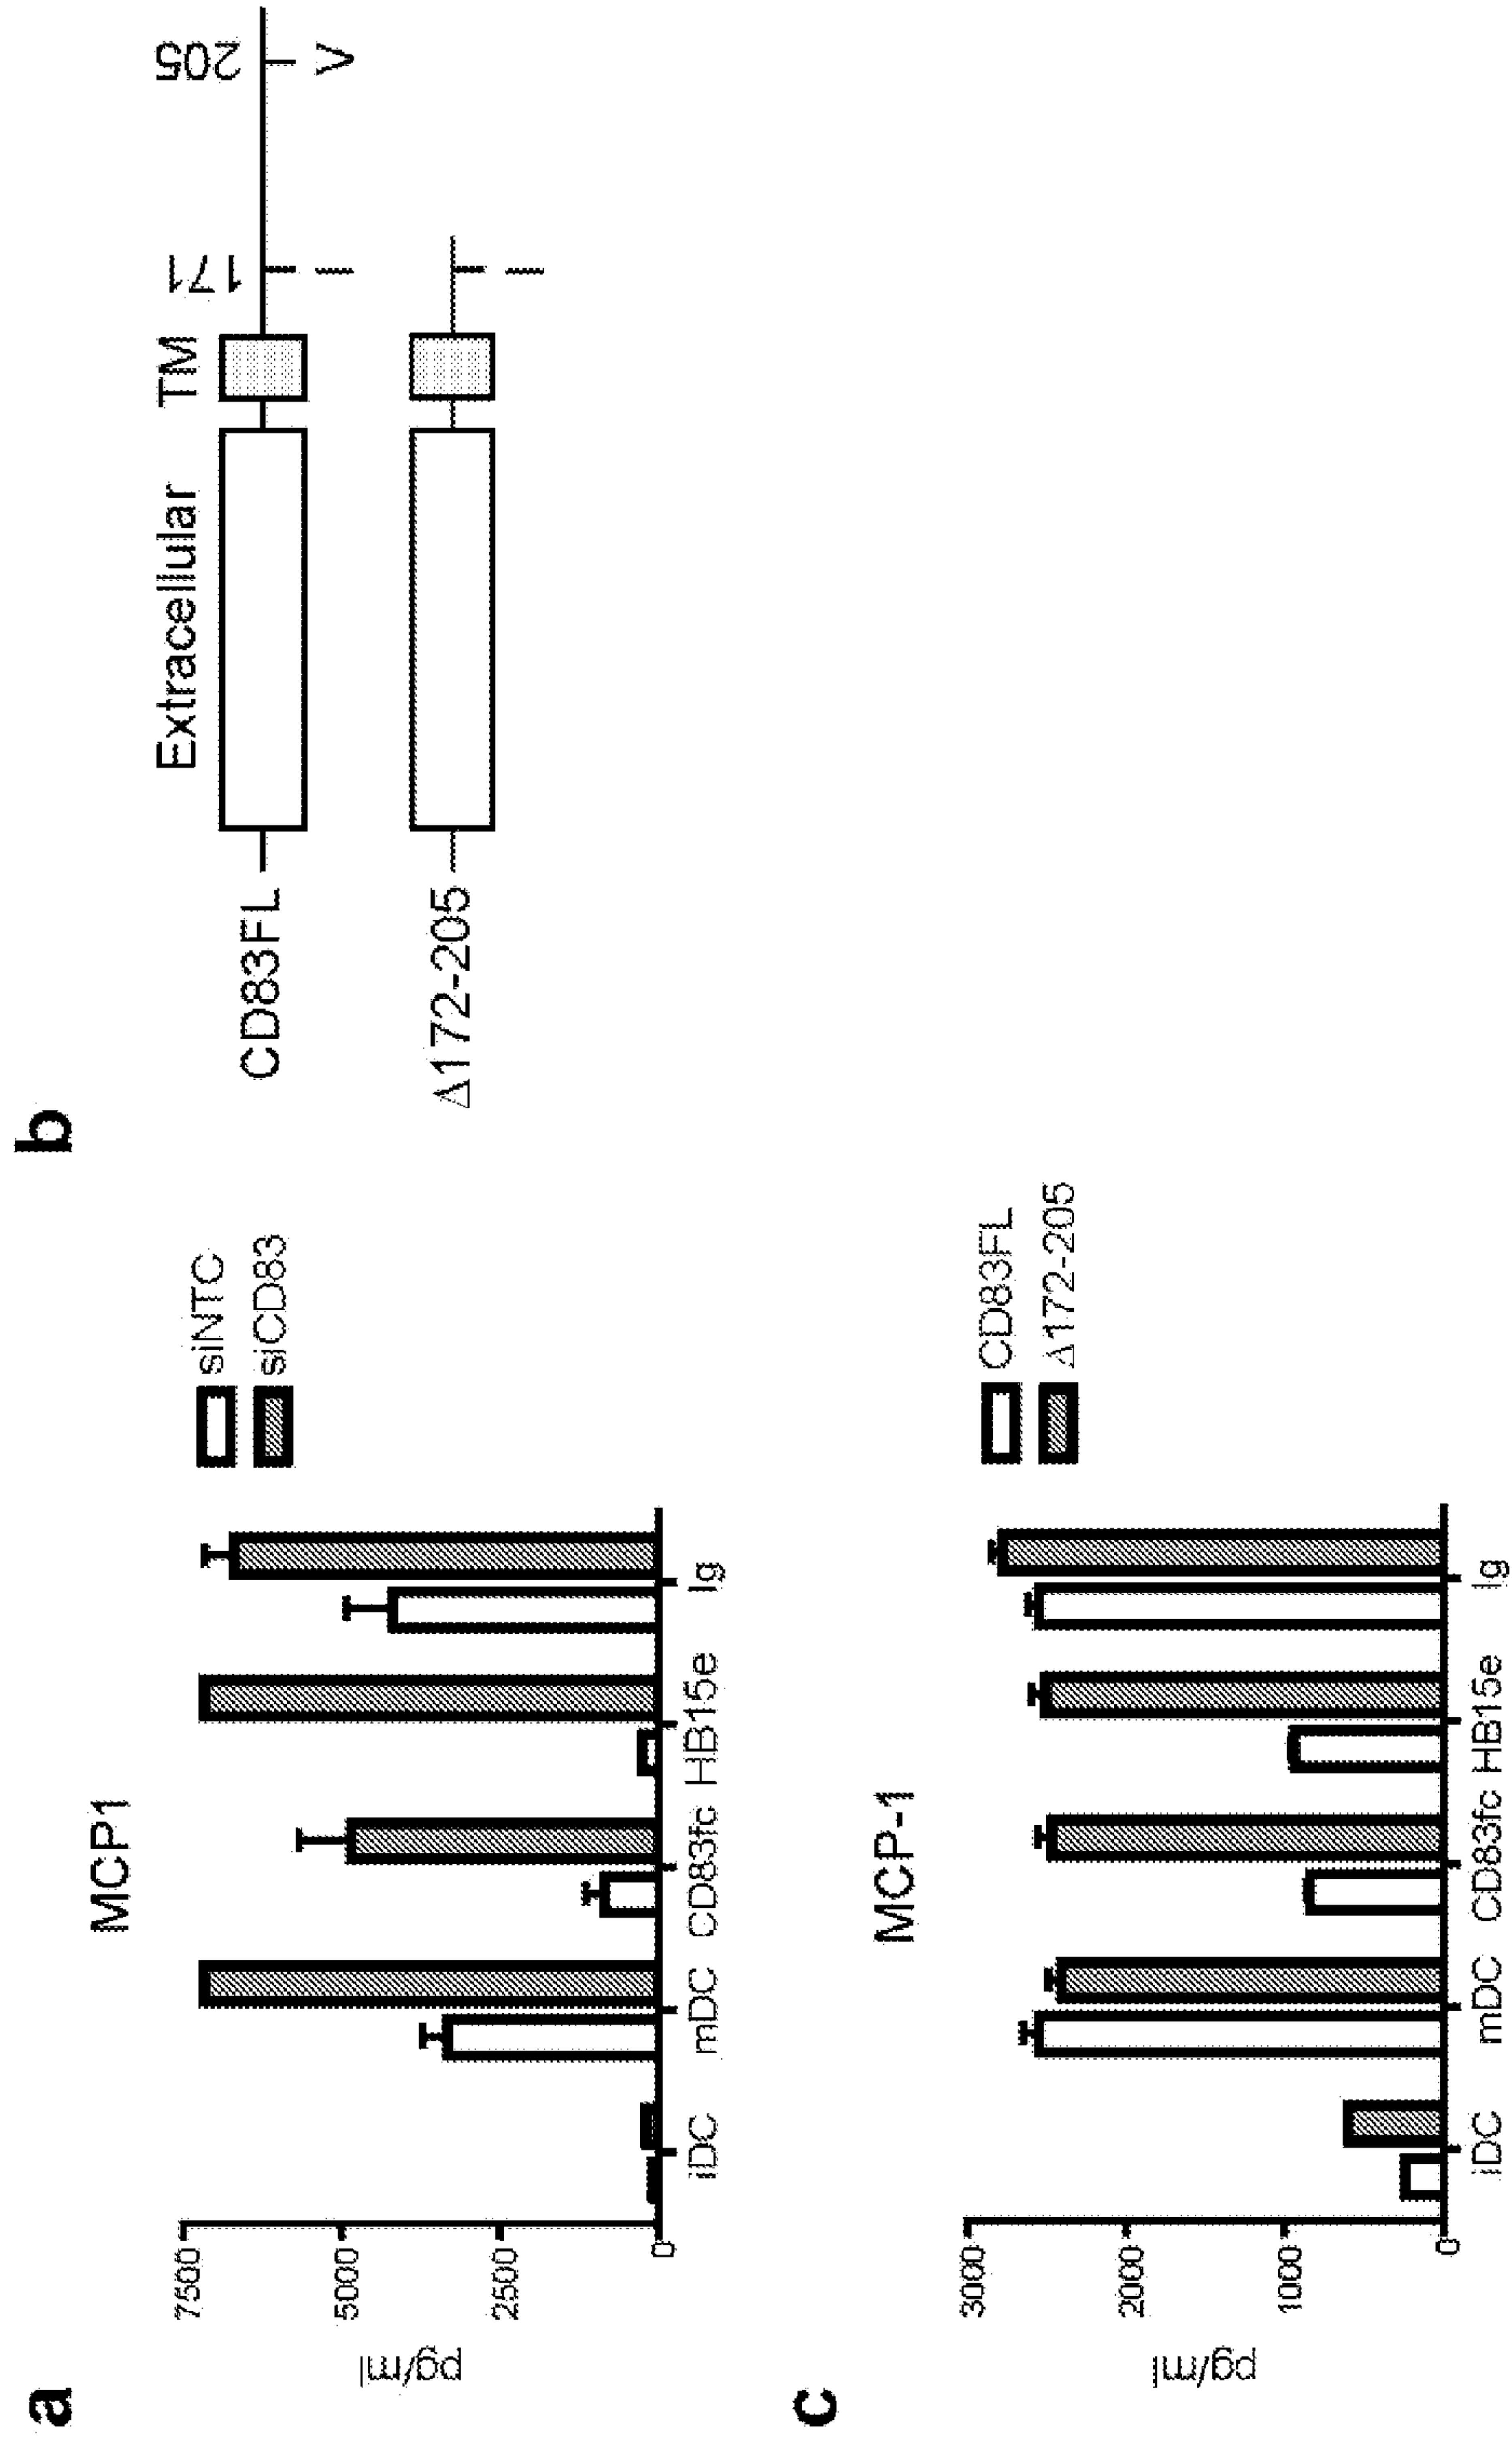 a
MCP1
pg/ml
7500
5000
2500
0
iDC mDC CD83fc HB15e Ig
siNTC
siCD83
b
Extracellular TM 171 205
CD83FL
I V
Δ172-205
I
c
MCP-1
pg/ml
3000
2000
1000
0
iDC mDC CD83fc HB15e Ig
CD83FL
Δ172-205